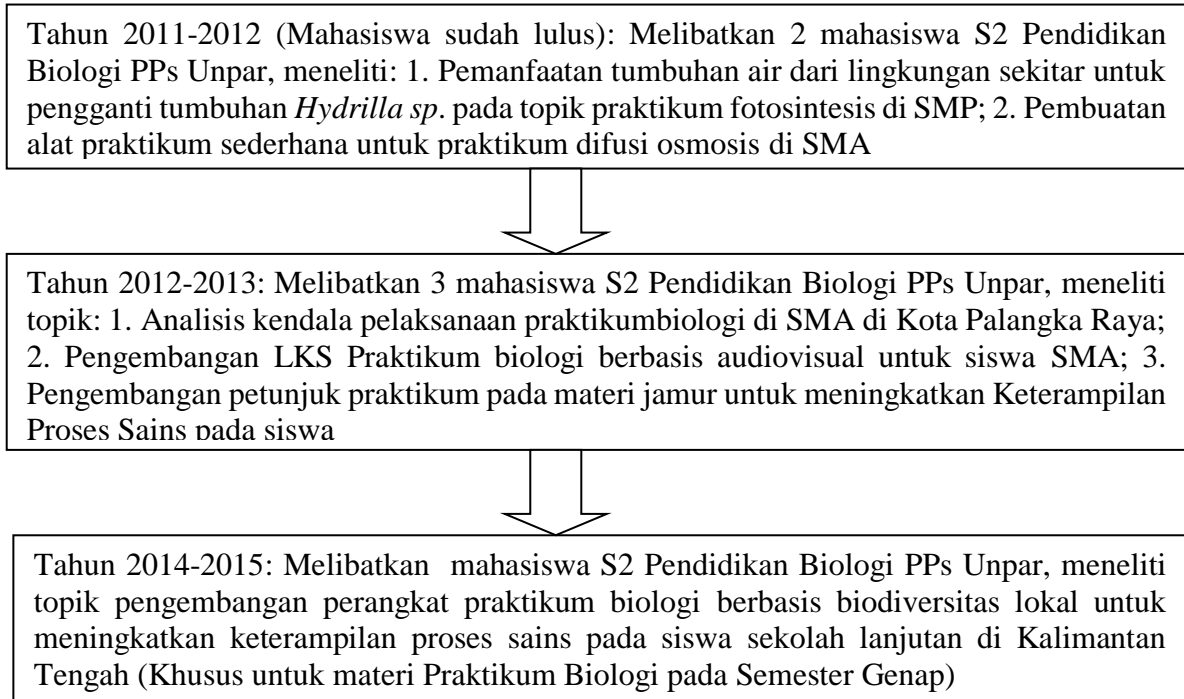 Tahun 2011-2012 (Mahasiswa sudah lulus): Melibatkan 2 mahasiswa S2 Pendidikan
Biologi PPs Unpar, meneliti: 1. Pemanfaatan tumbuhan air dari lingkungan sekitar untuk
pengganti tumbuhan Hydrilla sp. pada topik praktikum fotosintesis di SMP; 2. Pembuatan
alat praktikum sederhana untuk praktikum difusi osmosis di SMA
Tahun 2012-2013: Melibatkan 3 mahasiswa S2 Pendidikan Biologi PPs Unpar, meneliti
topik: 1. Analisis kendala pelaksanaan praktikumbiologi di SMA di Kota Palangka Raya;
2. Pengembangan LKS Praktikum biologi berbasis audiovisual untuk siswa SMA; 3.
Pengembangan petunjuk praktikum pada materi jamur untuk meningkatkan Keterampilan
Proses Sains pada siswa
Tahun 2014-2015: Melibatkan mahasiswa S2 Pendidikan Biologi PPs Unpar, meneliti
topik pengembangan perangkat praktikum biologi berbasis biodiversitas lokal untuk
meningkatkan keterampilan proses sains pada siswa sekolah lanjutan di Kalimantan
Tengah (Khusus untuk materi Praktikum Biologi pada Semester Genap)